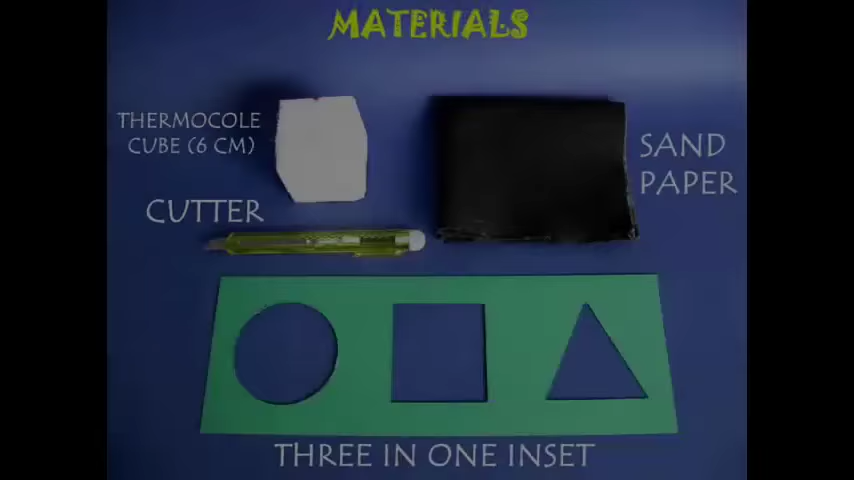 MATERIALS
THERMOCOLE
CUBE (6 CM)
SAND
PAPER
CUTTER
THREE IN ONE INSET